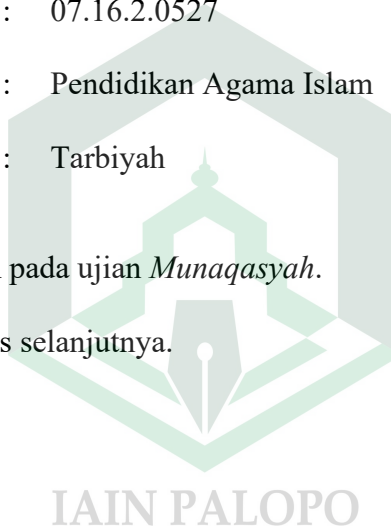 : 07.16.2.0527
: Pendidikan Agama Islam
: Tarbiyah
pada ujian Munaqasyah.
s selanjutnya.
IAIN PALOPO